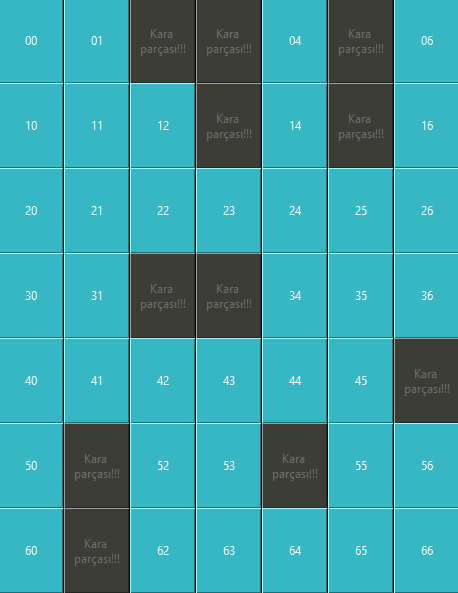 00 01 Kara parçası!!! Kara parçası!!! 04 Kara parçası!!! 06
10 11 12 Kara parçası!!! 14 Kara parçası!!! 16
20 21 22 23 24 25 26
30 31 Kara parçası!!! Kara parçası!!! 34 35 36
40 41 42 43 44 45 Kara parçası!!!
50 Kara parçası!!! 52 53 Kara parçası!!! 55 56
60 Kara parçası!!! 62 63 64 65 66